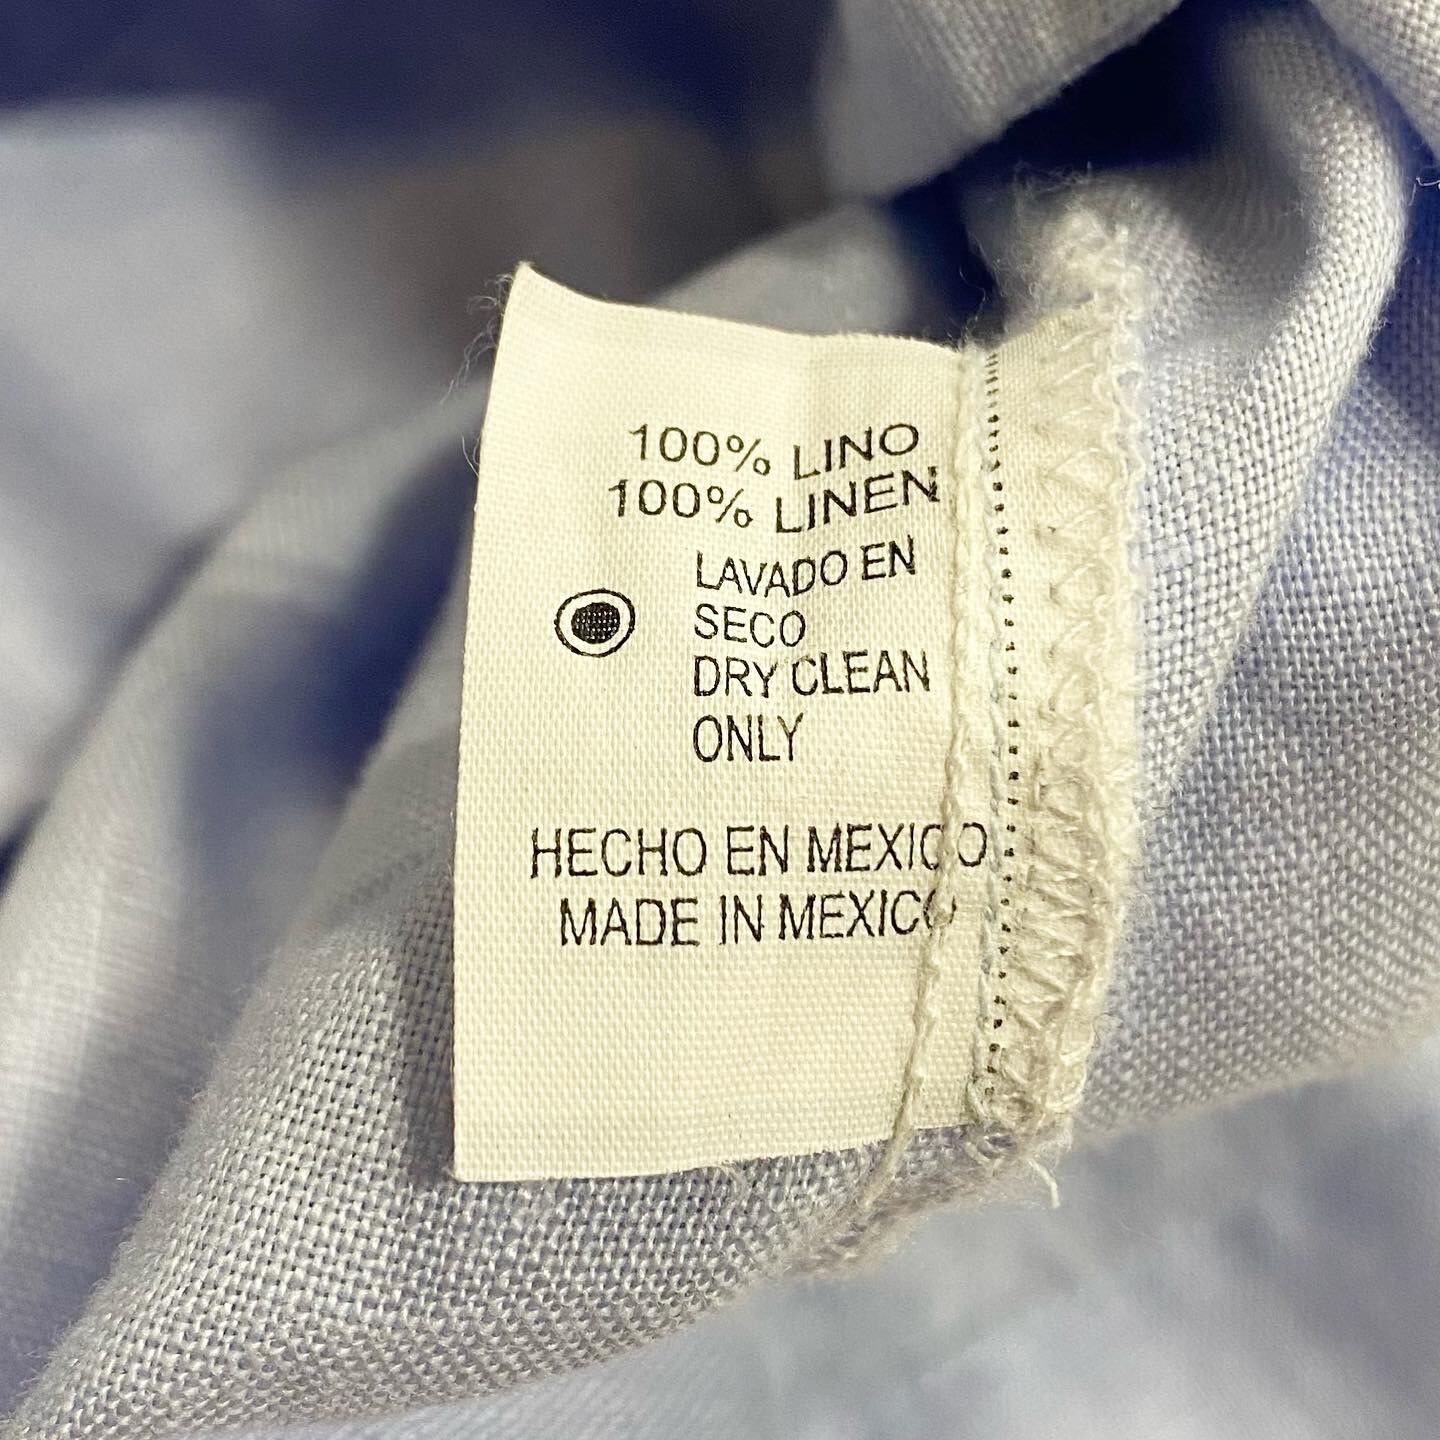 100% LINO
100% LINEN
LAVADO EN
SECO
DRY CLEAN
ONLY
HECHO EN MEXICO
MADE IN MEXICO